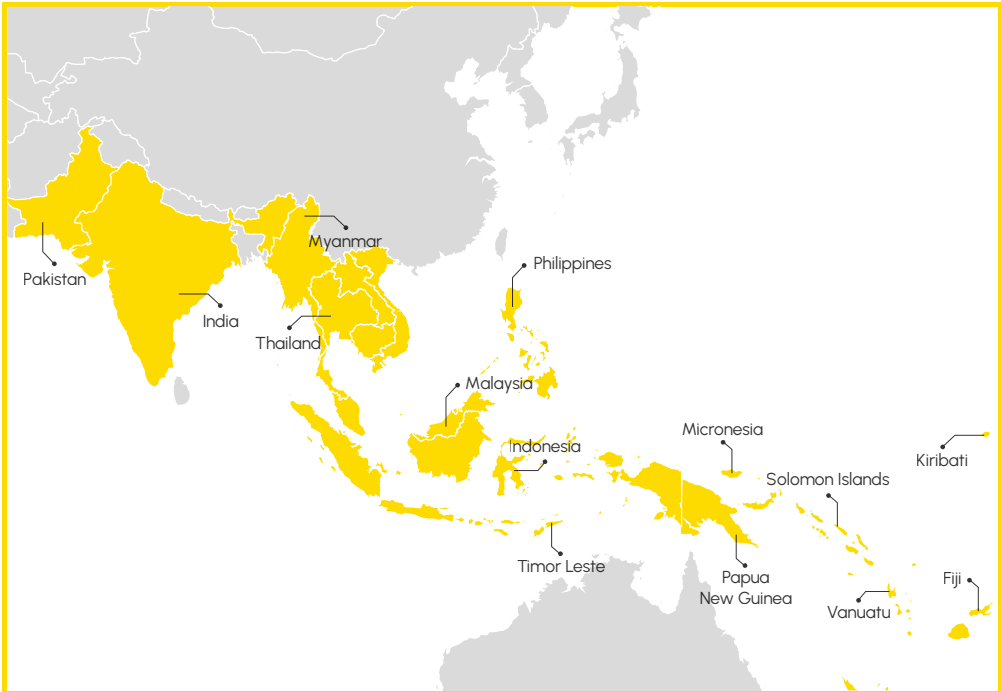 Myanmar
Pakistan
Philippines
India
Thailand
Malaysia
Micronesia
Indonesia
Kiribati
Solomon Islands
Timor Leste
Papua
New Guinea
Fiji
Vanuatu